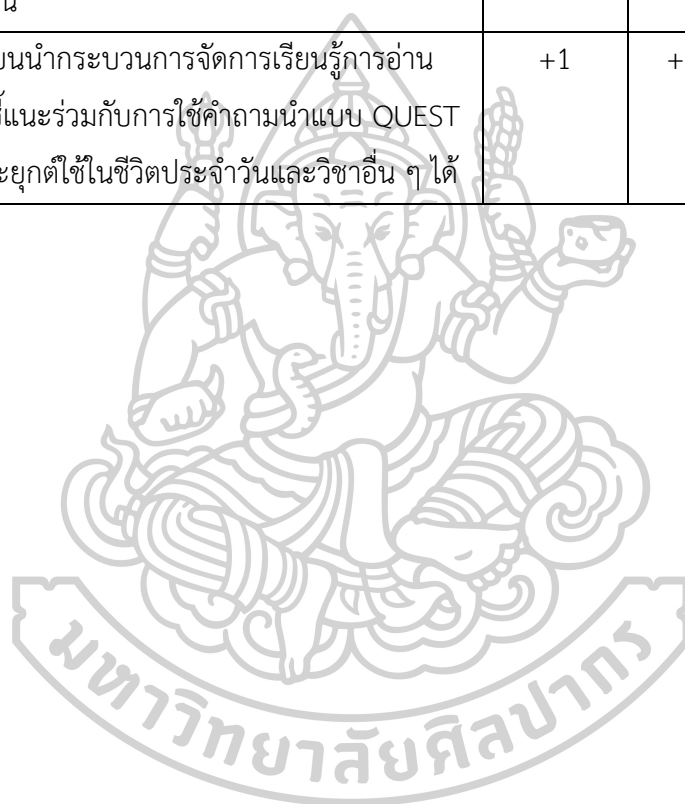 บนนำกระบวนการจัดการเรียนรู้การอ่าน +1 +
ชี้แนะร่วมกับการใช้คำถามนำแบบ QUEST
ะยุกต์ใช้ในชีวิตประจำวันและวิชาอื่น ๆ ได้
มหาวิทยาลัยศิลปากร